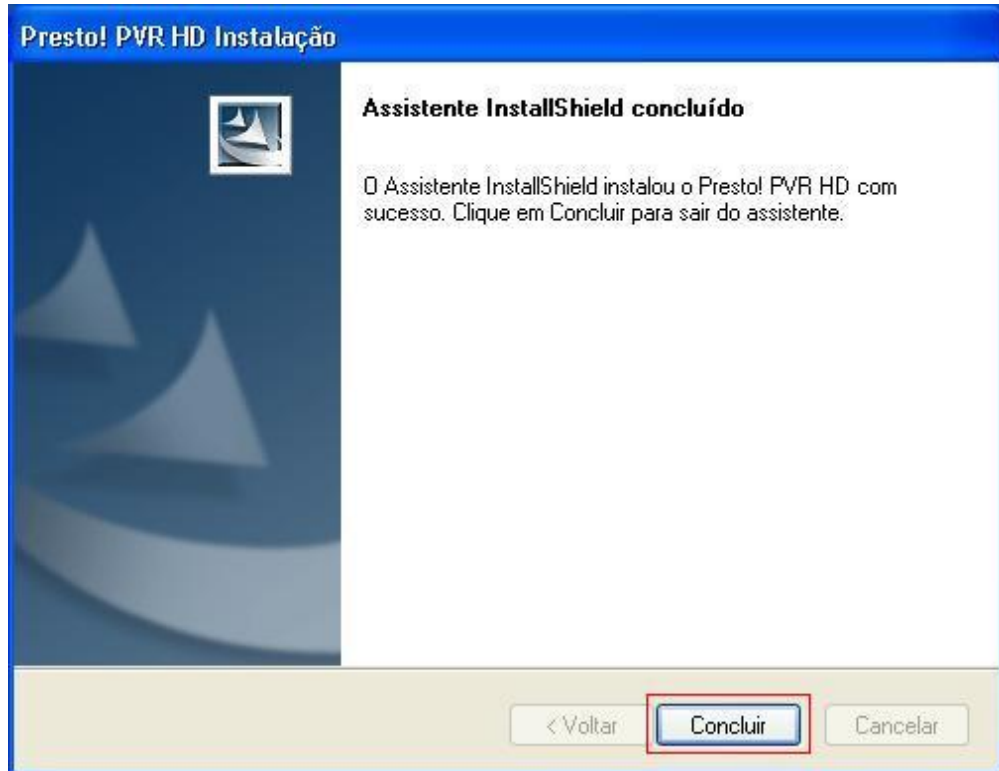 Presto! PVR HD Instalação
Assistente InstallShield concluído
O Assistente InstallShield instalou o Presto! PVR HD com
sucesso. Clique em Concluir para sair do assistente.
< Voltar
Concluir
Cancelar